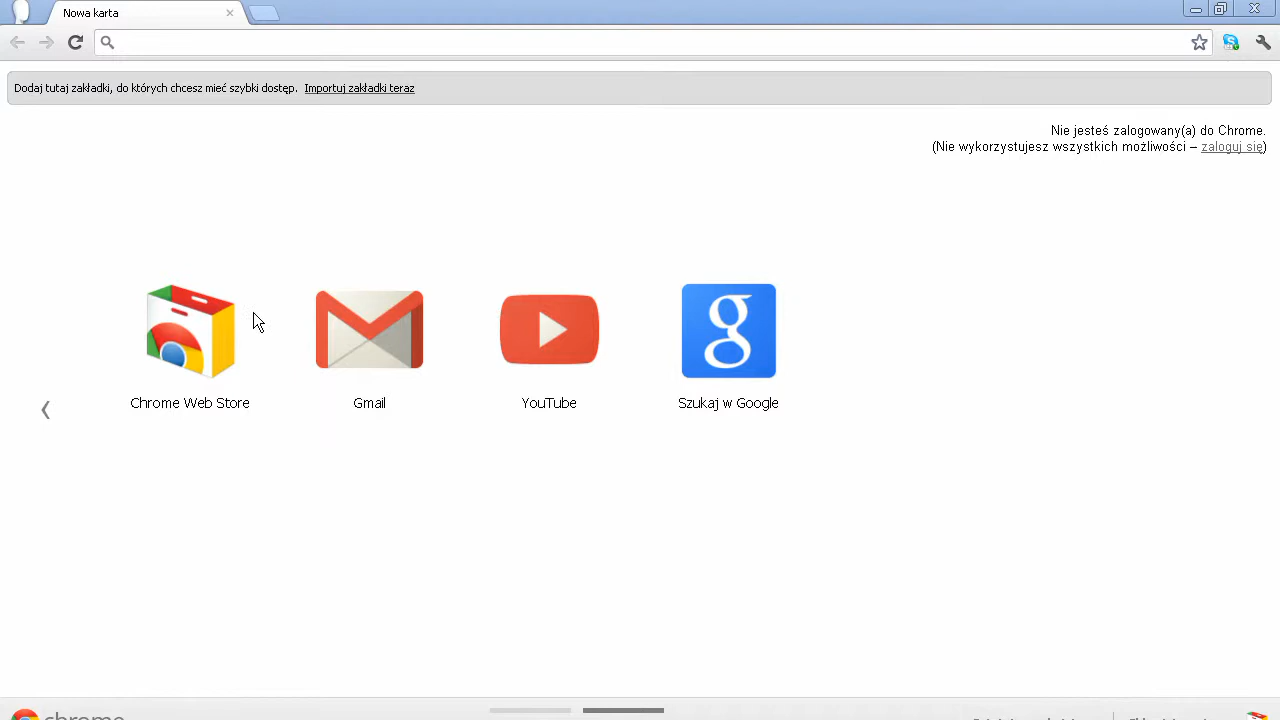 Nowa karta
Dodaj tutaj zakładki, do których chcesz mieć szybki dostęp. Importuj zakładki teraz
Nie jesteś zalogowany(a) do Chrome.
(Nie wykorzystujesz wszystkich możliwości – zaloguj się)
Chrome Web Store
Gmail
YouTube
Szukaj w Google
chrome